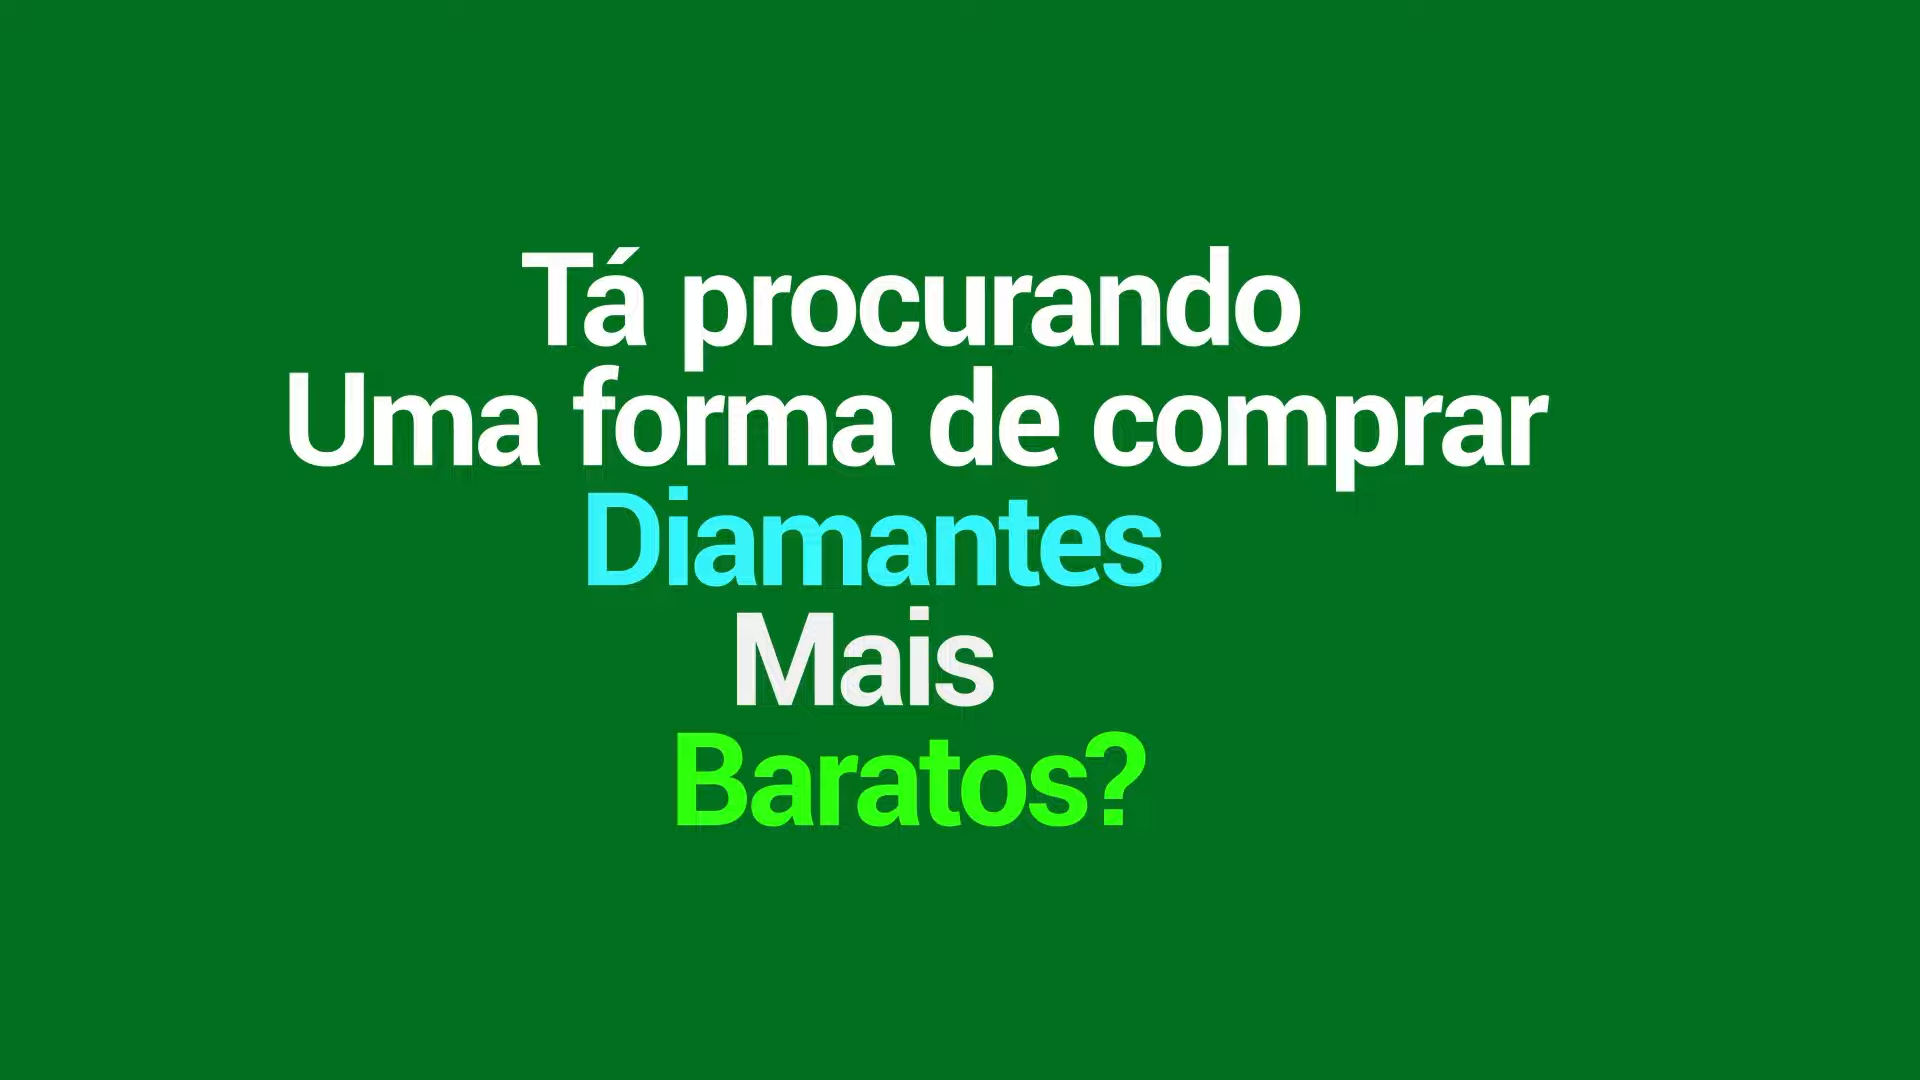 Tá procurando
Uma forma de comprar
Diamantes
Mais
Baratos?